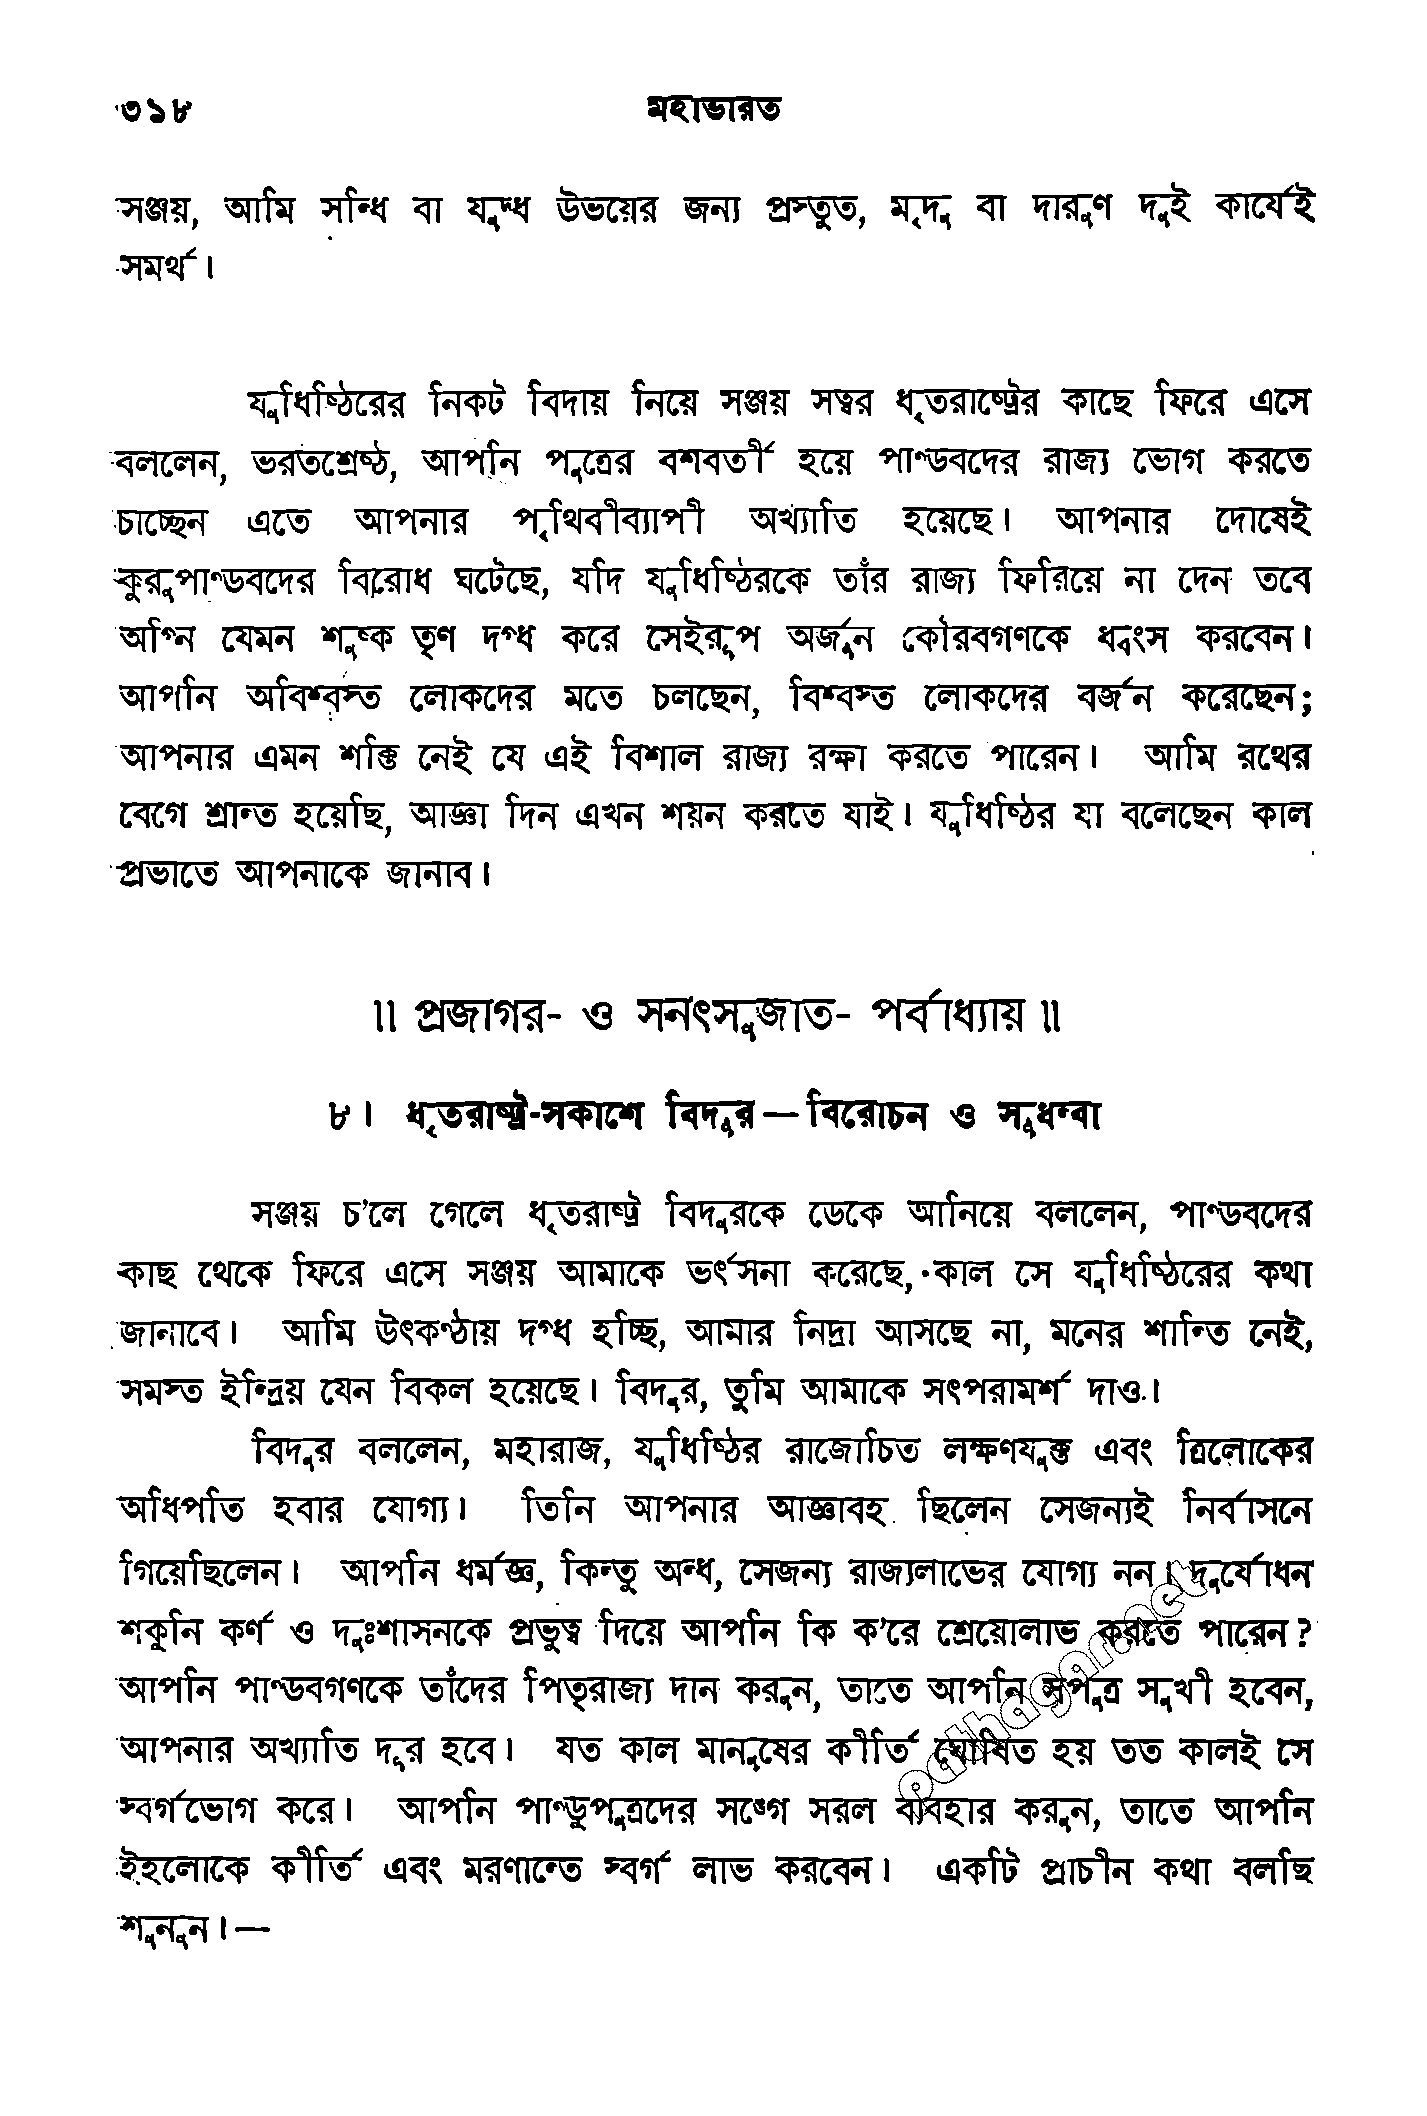 ৩১৮ মহাভারত
সঞ্জয়, আমি সন্ধি বা যুদ্ধ উভয়ের জন্য প্রস্তুত, মৃদু বা দারুণ দুই কার্যেই
সমর্থ।
যুধিষ্ঠিরের নিকট বিদায় নিয়ে সঞ্জয় সত্বর ধৃতরাষ্ট্রের কাছে ফিরে এসে
বললেন, ভরতশ্রেষ্ঠ, আপনি পুত্রের বশবর্তী হয়ে পাণ্ডবদের রাজ্য ভোগ করতে
চাচ্ছেন এতে আপনার পৃথিবীব্যাপী অখ্যাতি হয়েছে। আপনার দোষেই
কুরুপাণ্ডবদের বিরোধ ঘটেছে, যদি যুধিষ্ঠিরকে তাঁর রাজ্য ফিরিয়ে না দেন তবে
অগ্নি যেমন শুষ্ক তৃণ দগ্ধ করে সেইরূপ অর্জুন কৌরবগণকে ধ্বংস করবেন।
আপনি অবিশ্বস্ত লোকদের মতে চলছেন, বিশ্বস্ত লোকদের বর্জন করেছেন;
আপনার এমন শক্তি নেই যে এই বিশাল রাজ্য রক্ষা করতে পারেন। আমি রথের
বেগে শ্রান্ত হয়েছি, আজ্ঞা দিন এখন শয়ন করতে যাই। যুধিষ্ঠির যা বলেছেন কাল
প্রভাতে আপনাকে জানাব।
॥ প্রজাগর- ও সনৎসুজাত- পর্বাধ্যায় ॥
৮। ধৃতরাষ্ট্র-সকাশে বিদুর—বিরোচন ও সুধন্বা
সঞ্জয় চ'লে গেলে ধৃতরাষ্ট্র বিদুরকে ডেকে আনিয়ে বললেন, পাণ্ডবদের
কাছ থেকে ফিরে এসে সঞ্জয় আমাকে ভর্ৎসনা করেছে, কাল সে যুধিষ্ঠিরের কথা
জানাবে। আমি উৎকণ্ঠায় দগ্ধ হচ্ছি, আমার নিদ্রা আসছে না, মনের শান্তি নেই,
সমস্ত ইন্দ্রিয় যেন বিকল হয়েছে। বিদুর, তুমি আমাকে সৎপরামর্শ দাও।
বিদুর বললেন, মহারাজ, যুধিষ্ঠির রাজোচিত লক্ষণযুক্ত এবং ত্রিলোকের
অধিপতি হবার যোগ্য। তিনি আপনার আজ্ঞাবহ ছিলেন সেজন্যই নির্বাসনে
গিয়েছিলেন। আপনি ধর্মজ্ঞ, কিন্তু অন্ধ, সেজন্য রাজ্যলাভের যোগ্য নন। দুর্যোধন
শকুনি কর্ণ ও দুঃশাসনকে প্রভুত্ব দিয়ে আপনি কি ক'রে শ্রেয়োলাভ করতে পারেন?
আপনি পাণ্ডবগণকে তাঁদের পিতৃরাজ্য দান করুন, তাতে আপনি সপুত্র সুখী হবেন,
আপনার অখ্যাতি দূর হবে। যত কাল মানুষের কীর্তি ঘোষিত হয় তত কালই সে
স্বর্গভোগ করে। আপনি পাণ্ডুপুত্রদের সঙ্গে সরল ব্যবহার করুন, তাতে আপনি
ইহলোকে কীর্তি এবং মরণান্তে স্বর্গ লাভ করবেন। একটি প্রাচীন কথা বলছি
শুনুন।—
pathagar.net